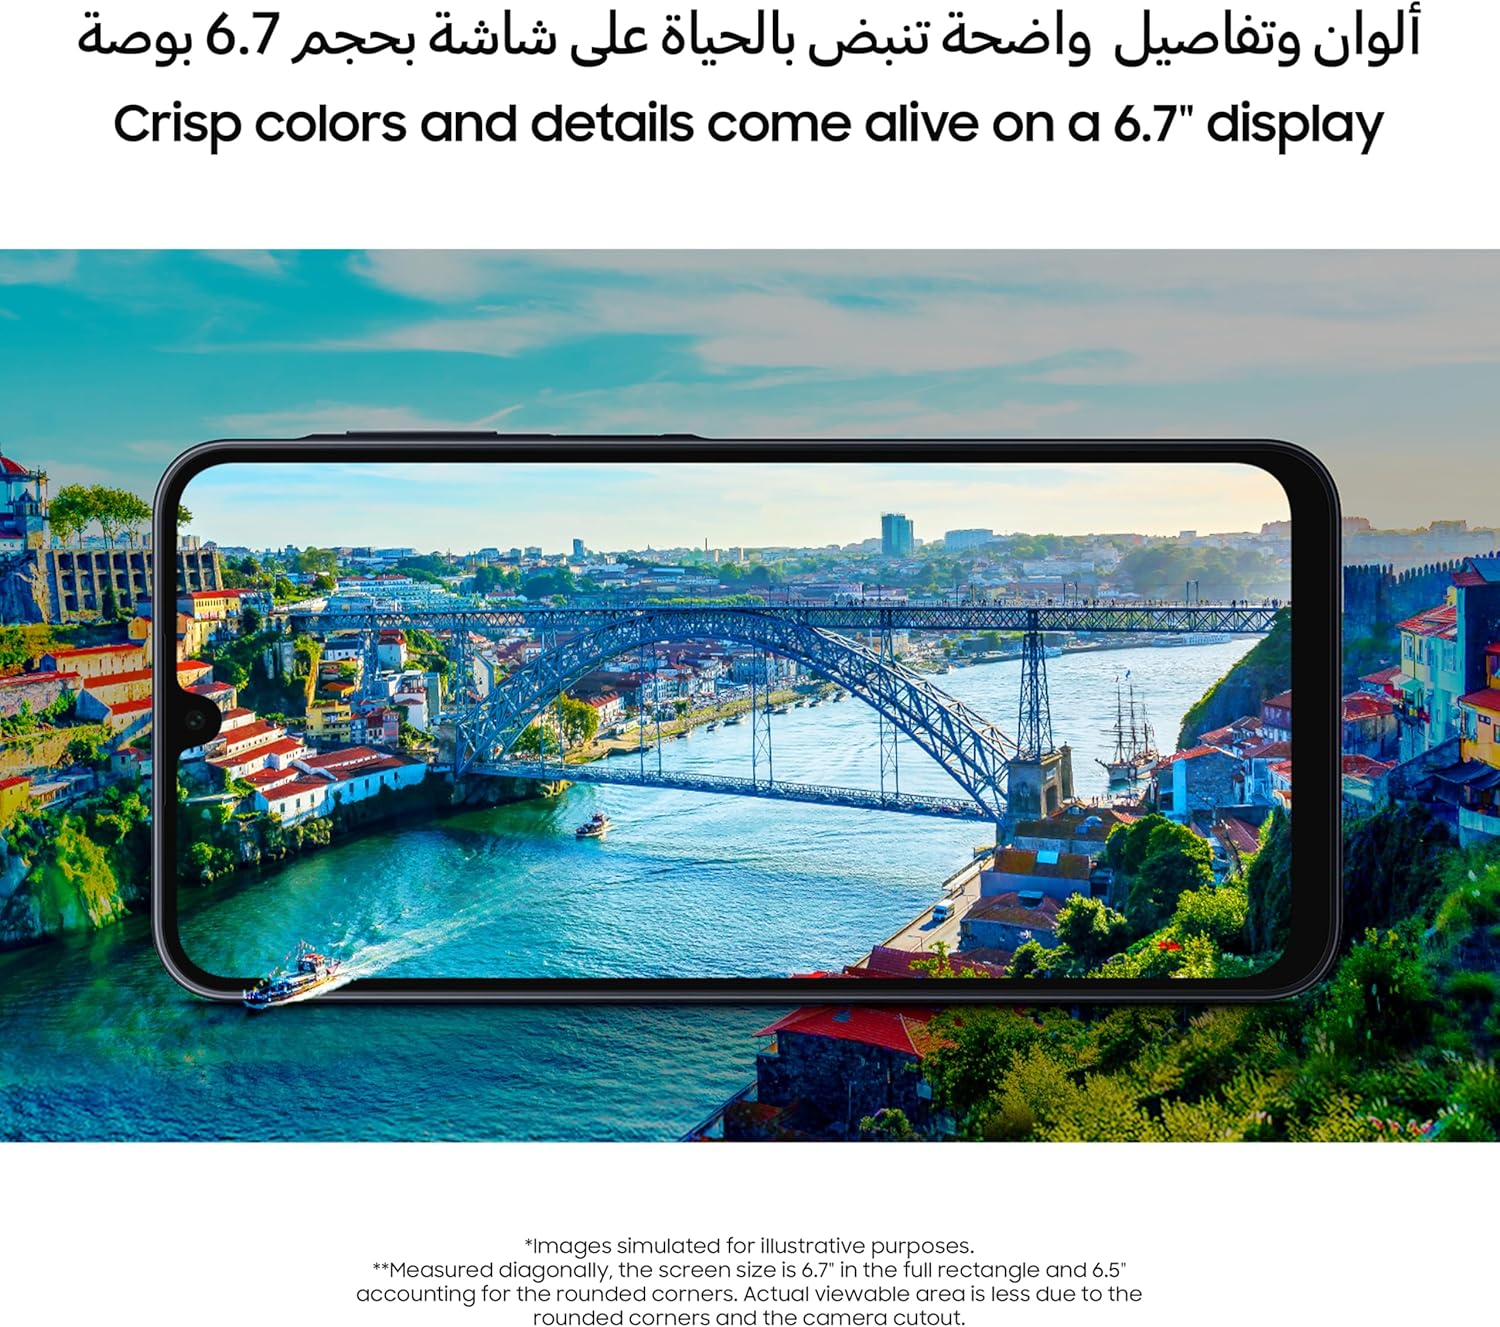 ألوان وتفاصيل واضحة تنبض بالحياة على شاشة بحجم 6.7 بوصة
Crisp colors and details come alive on a 6.7" display
*Images simulated for illustrative purposes.
**Measured diagonally, the screen size is 6.7" in the full rectangle and 6.5"
accounting for the rounded corners. Actual viewable area is less due to the
rounded corners and the camera cutout.